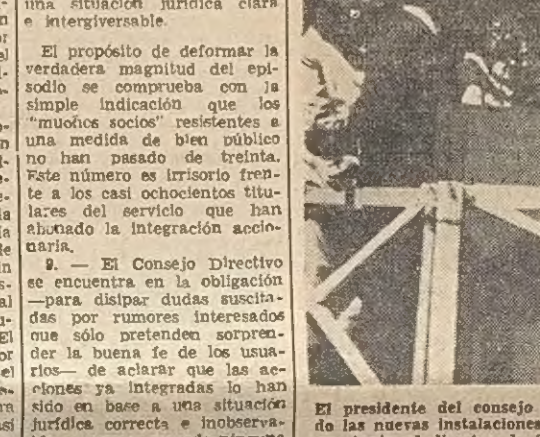 una situación jurídica clara
e intergiversable.
El propósito de deformar la
verdadera magnitud del epi-
sodio se comprueba con la
simple indicación que los
"muchos socios" resistentes a
una medida de bien público
no han pasado de treinta.
Este número es irrisorio fren-
te a los casi ochocientos titu-
lares del servicio que han
abonado la integración accio-
naria.
9. — El Consejo Directivo
se encuentra en la obligación
—para disipar dudas suscita-
das por rumores interesados
que sólo pretenden sorpren-
der la buena fe de los usua-
rios— de aclarar que las ac-
ciones ya integradas lo han
sido en base a una situación
jurídica correcta e inobserva-
El presidente del consejo
do las nuevas instalaciones